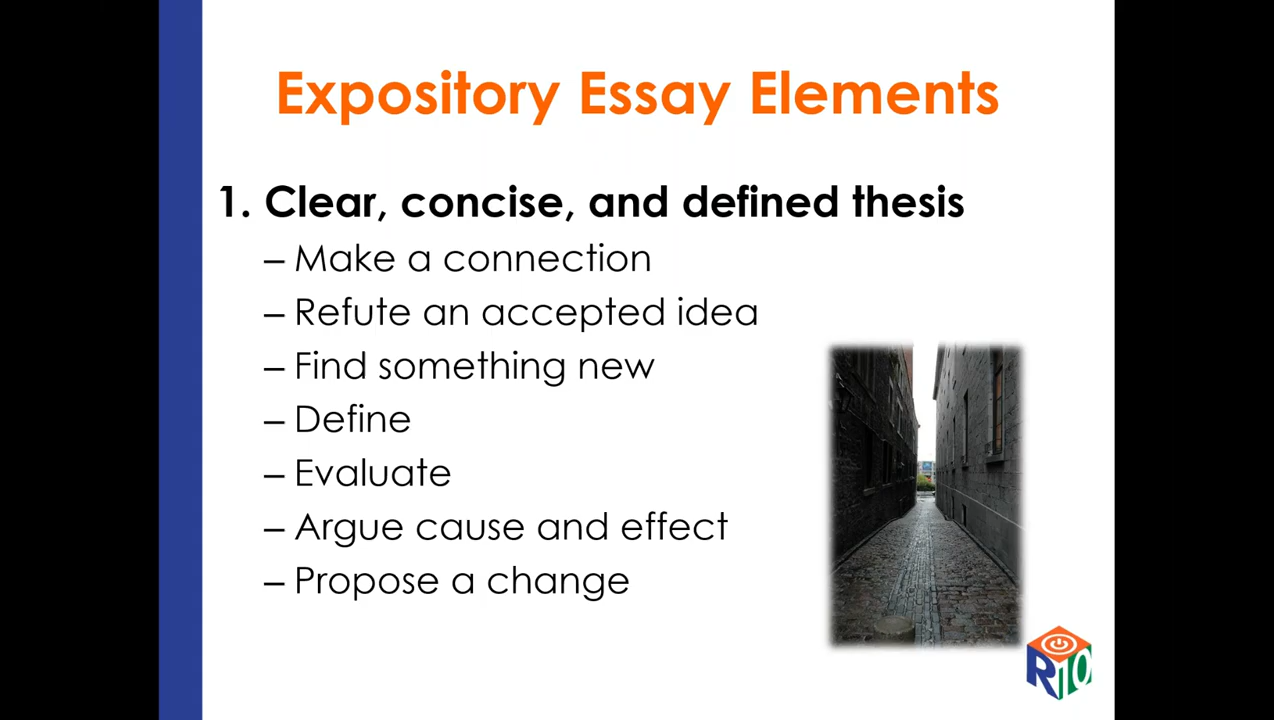 Expository Essay Elements
1. Clear, concise, and defined thesis
– Make a connection
– Refute an accepted idea
– Find something new
– Define
– Evaluate
– Argue cause and effect
– Propose a change
RIO